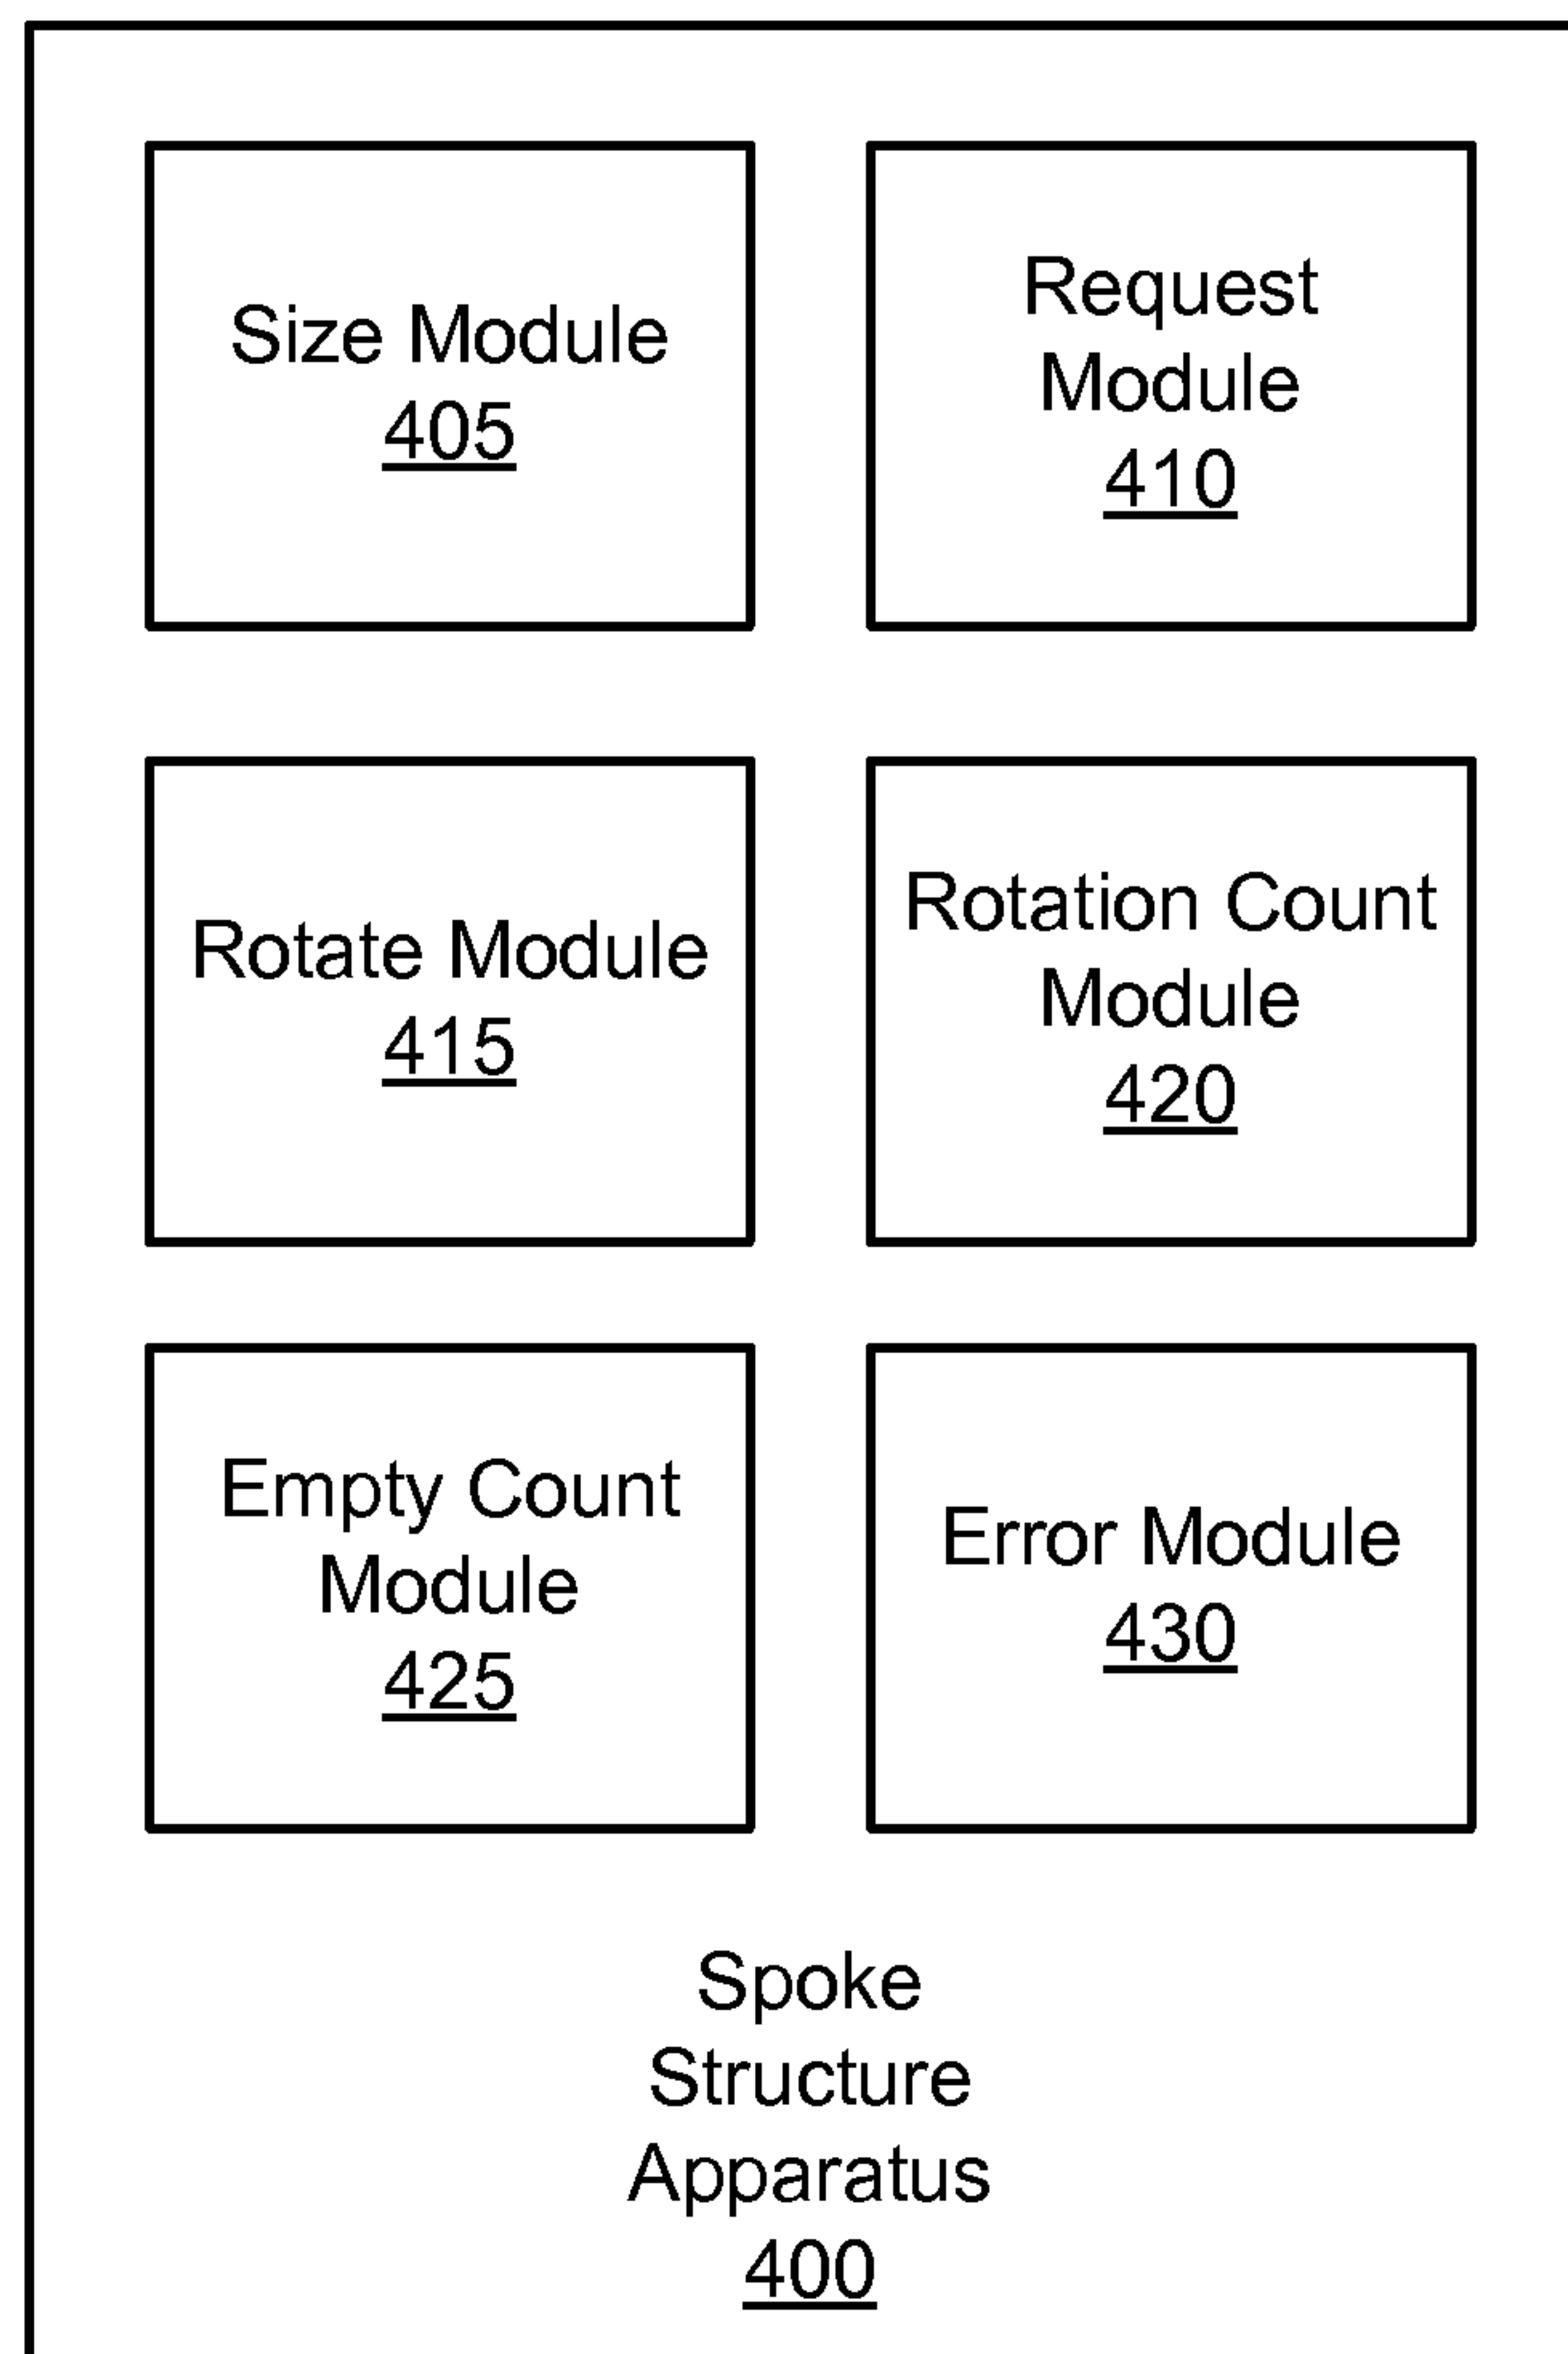 Size Module
405
Request
Module
410
Rotate Module
415
Rotation Count
Module
420
Empty Count
Module
425
Error Module
430
Spoke
Structure
Apparatus
400